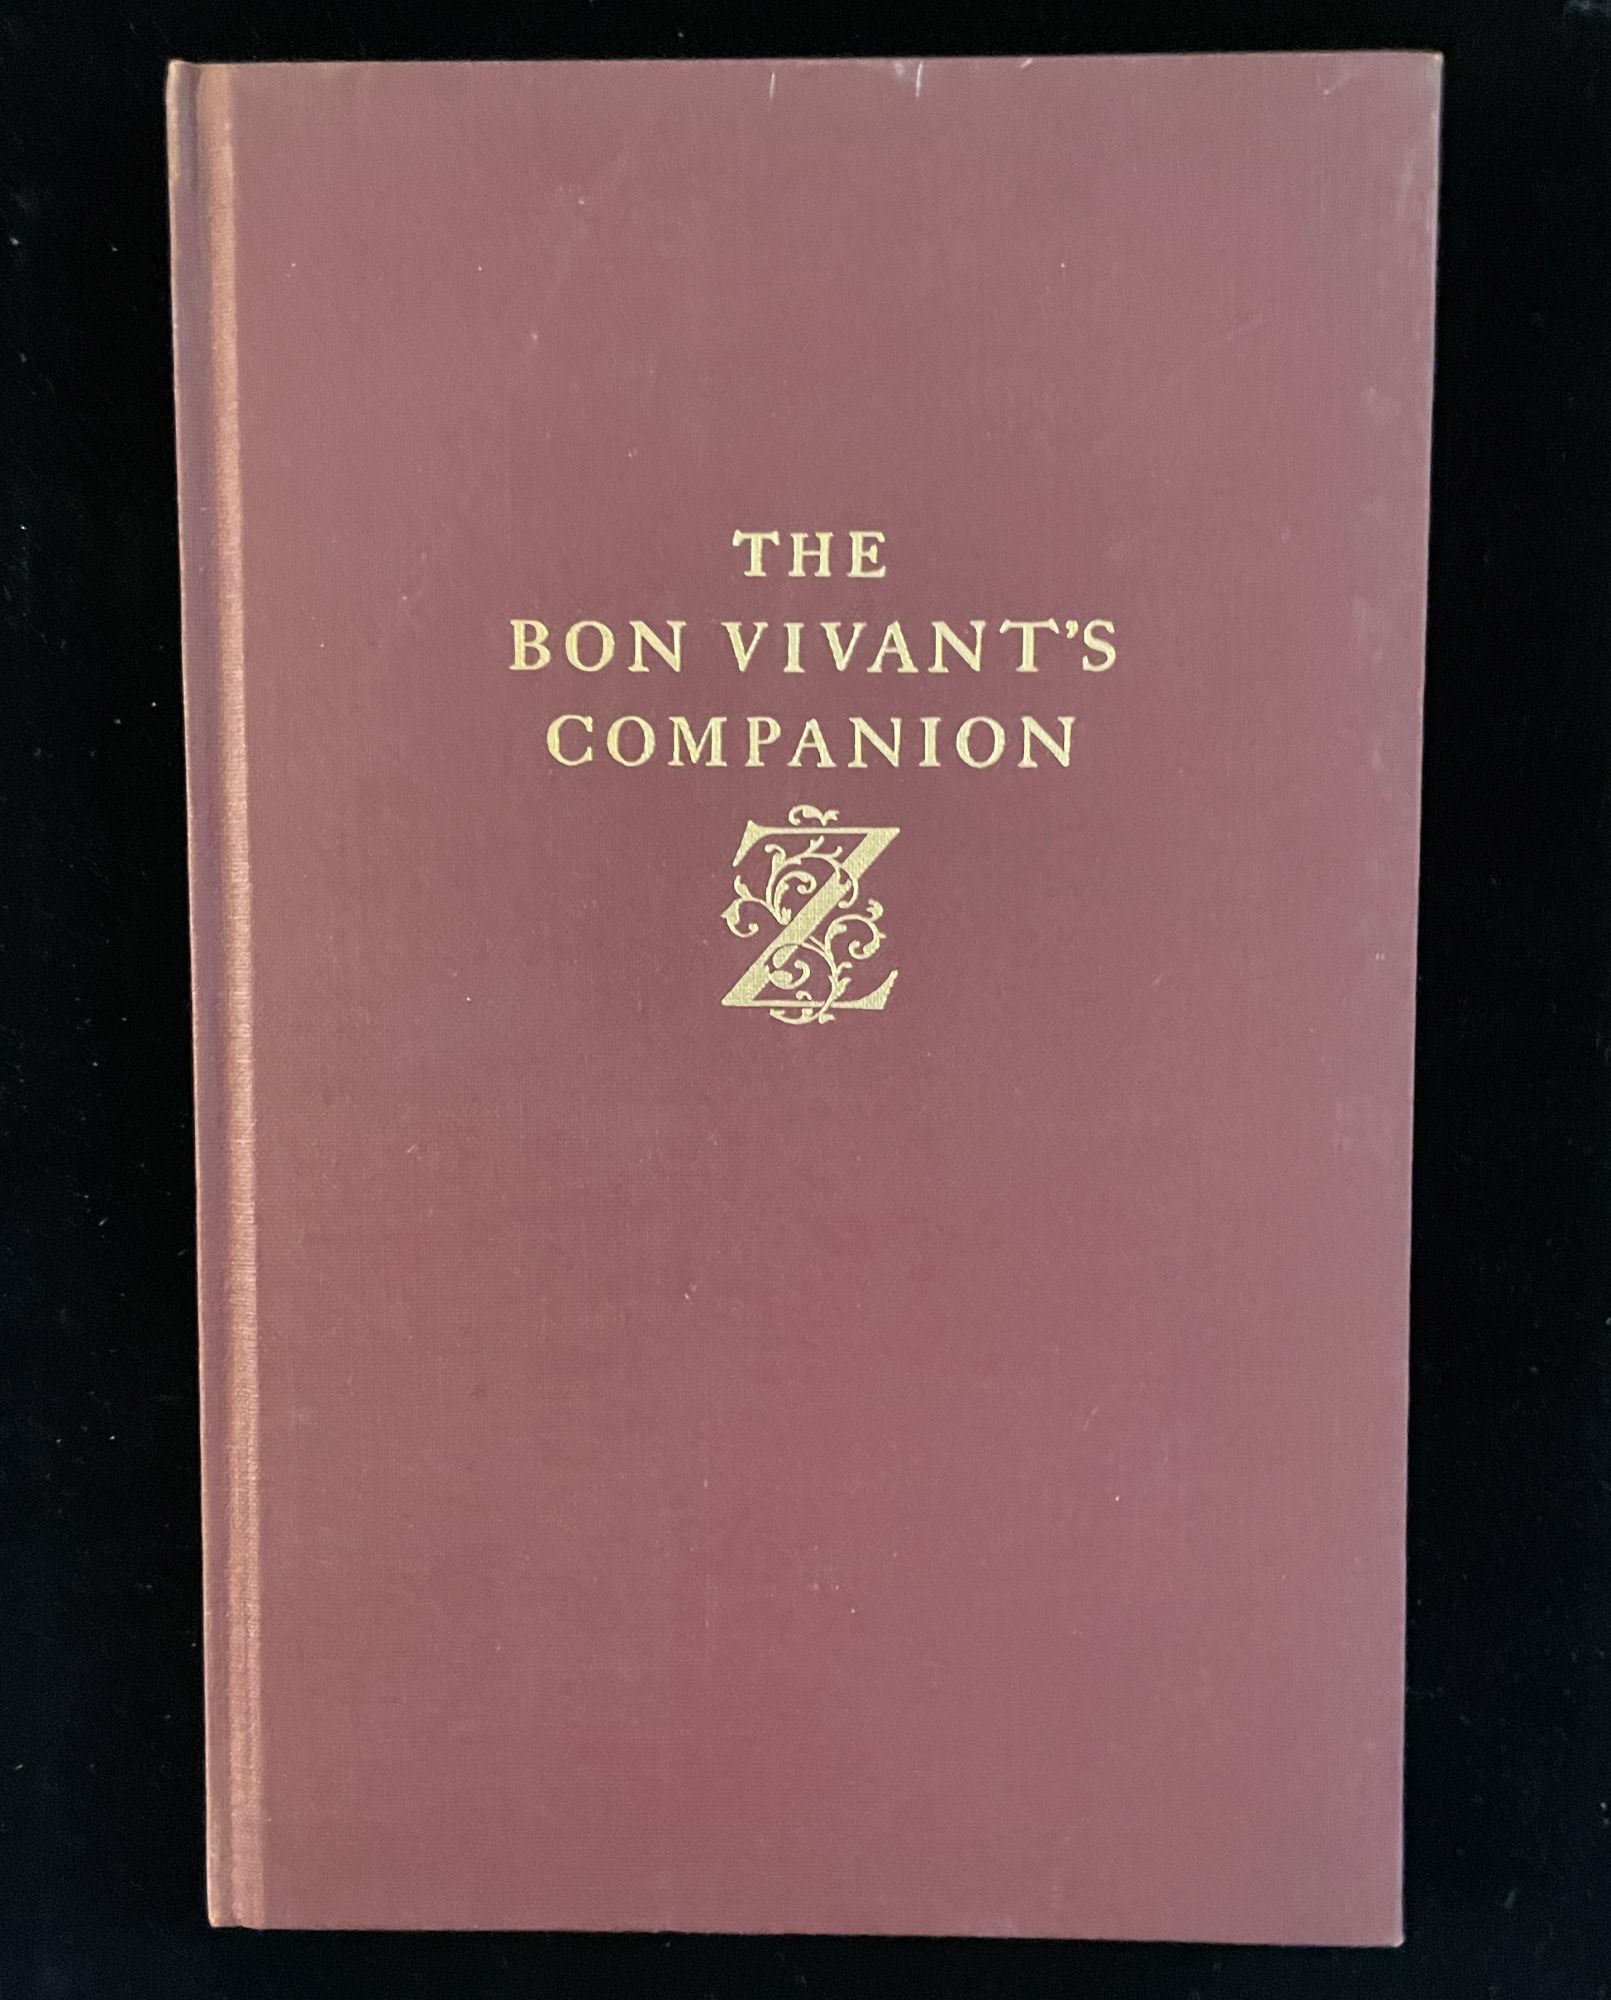 THE
BON VIVANT'S
COMPANION
Z